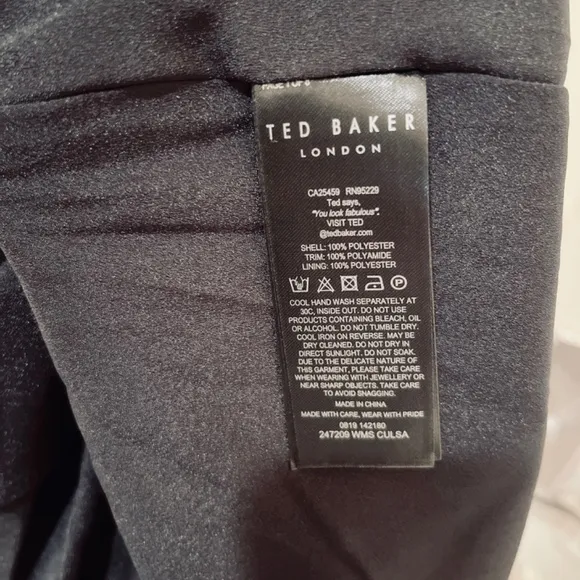 PAGE 1 OF 8
TED BAKER
LONDON
CA25459 RN95229
Ted says,
"You look fabulous".
VISIT TED
@tedbaker.com
SHELL: 100% POLYESTER
TRIM: 100% POLYAMIDE
LINING: 100% POLYESTER
COOL HAND WASH SEPARATELY AT
30C, INSIDE OUT. DO NOT USE
PRODUCTS CONTAINING BLEACH, OIL
OR ALCOHOL. DO NOT TUMBLE DRY.
COOL IRON ON REVERSE. MAY BE
DRY CLEANED. DO NOT DRY IN
DIRECT SUNLIGHT. DO NOT SOAK.
DUE TO THE DELICATE NATURE OF
THIS GARMENT, PLEASE TAKE CARE
WHEN WEARING WITH JEWELLERY OR
NEAR SHARP OBJECTS. TAKE CARE
TO AVOID SNAGGING.
MADE IN CHINA
MADE WITH CARE, WEAR WITH PRIDE
0819 142180
247209 WMS CULSA